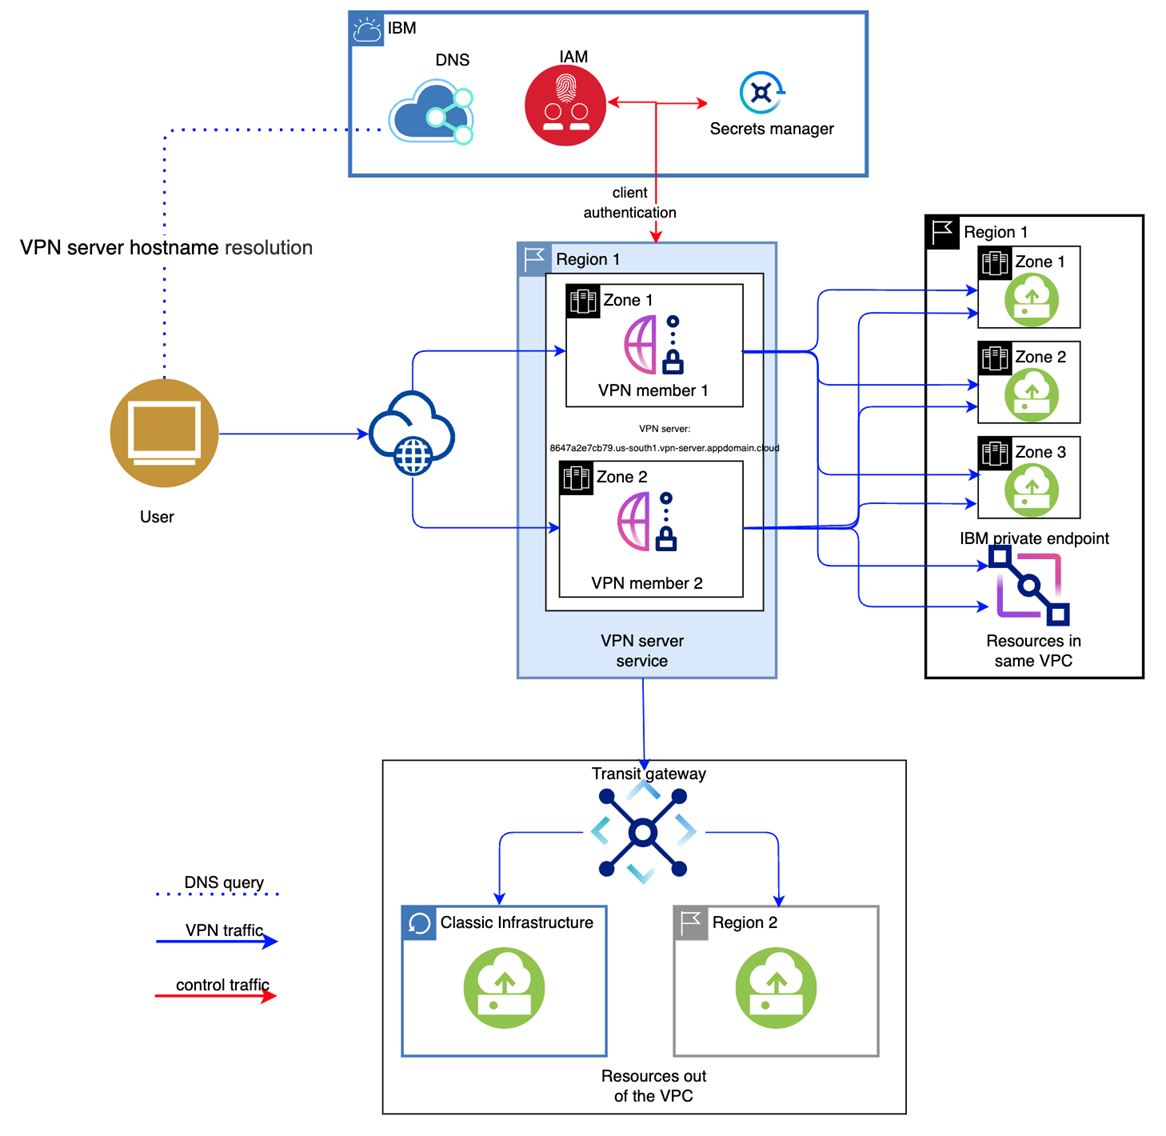 IBM
DNS
IAM
Secrets manager
client
authentication
VPN server hostname resolution
Region 1
Zone 1
VPN member 1
VPN server:
8647a2e7cb79.us-south1.vpn-server.appdomain.cloud
Zone 2
VPN member 2
VPN server
service
Region 1
Zone 1
Zone 2
Zone 3
IBM private endpoint
Resources in
same VPC
User
Transit gateway
Classic Infrastructure
Region 2
Resources out
of the VPC
DNS query
VPN traffic
control traffic